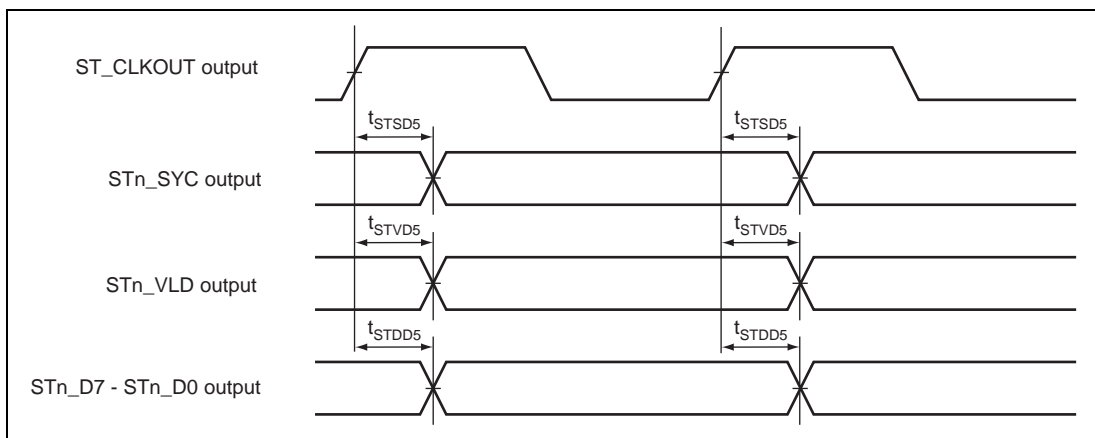 ST_CLKOUT output
tSTSD5 tSTSD5
STn_SYC output
tSTVD5 tSTVD5
STn_VLD output
tSTDD5 tSTDD5
STn_D7 - STn_D0 output